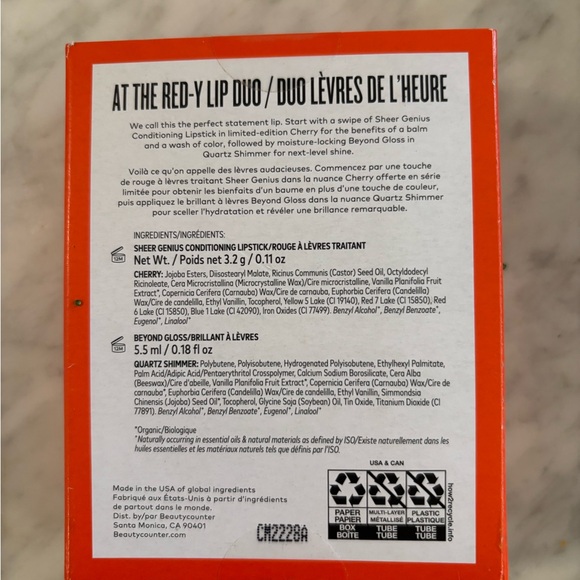 AT THE RED-Y LIP DUO / DUO LÈVRES DE L'HEURE
We call this the perfect statement lip. Start with a swipe of Sheer Genius
Conditioning Lipstick in limited-edition Cherry for the benefits of a balm
and a wash of color, followed by moisture-locking Beyond Gloss in
Quartz Shimmer for next-level shine.
Voilà ce qu'on appelle des lèvres audacieuses. Commencez par une touche
de rouge à lèvres traitant Sheer Genius dans la nuance Cherry offerte en série
limitée pour obtenir les bienfaits d'un baume en plus d'une touche de couleur,
puis appliquez le brillant à lèvres Beyond Gloss dans la nuance Quartz Shimmer
pour sceller l'hydratation et révéler une brillance remarquable.
INGREDIENTS/INGRÉDIENTS:
SHEER GENIUS CONDITIONING LIPSTICK/ROUGE À LÈVRES TRAITANT
12M
Net Wt. / Poids net 3.2 g / 0.11 oz
CHERRY: Jojoba Esters, Diisostearyl Malate, Ricinus Communis (Castor) Seed Oil, Octyldodecyl
Ricinoleate, Cera Microcristallina (Microcrystalline Wax)/Cire microcristalline, Vanilla Planifolia Fruit
Extract*, Copernicia Cerifera (Carnauba) Wax/Cire de carnauba, Euphorbia Cerifera (Candelilla)
Wax/Cire de candelilla, Ethyl Vanillin, Tocopherol, Yellow 5 Lake (CI 19140), Red 7 Lake (CI 15850), Red
6 Lake (CI 15850), Blue 1 Lake (CI 42090), Iron Oxides (CI 77499). Benzyl Alcohol⁺, Benzyl Benzoate⁺,
Eugenol⁺, Linalool⁺
BEYOND GLOSS/BRILLANT À LÈVRES
12M
5.5 ml / 0.18 fl oz
QUARTZ SHIMMER: Polybutene, Polyisobutene, Hydrogenated Polyisobutene, Ethylhexyl Palmitate,
Palm Acid/Adipic Acid/Pentaerythritol Crosspolymer, Calcium Sodium Borosilicate, Cera Alba
(Beeswax)/Cire d'abeille, Vanilla Planifolia Fruit Extract*, Copernicia Cerifera (Carnauba) Wax/Cire de
carnauba*, Euphorbia Cerifera (Candelilla) Wax/Cire de candelilla, Ethyl Vanillin, Simmondsia
Chinensis (Jojoba) Seed Oil*, Tocopherol, Glycine Soja (Soybean) Oil, Tin Oxide, Titanium Dioxide (CI
77891). Benzyl Alcohol⁺, Benzyl Benzoate⁺, Eugenol⁺, Linalool⁺
*Organic/Biologique
⁺Naturally occurring in essential oils & natural materials as defined by ISO/Existe naturellement dans les
huiles essentielles et les matériaux naturels tels que définis par l'ISO.
Made in the USA of global ingredients
Fabriqué aux États-Unis à partir d'ingrédients
de partout dans le monde.
Dist. by/par Beautycounter
Santa Monica, CA 90401
Beautycounter.com
CM2228A
USA & CAN
PAPER
PAPIER
BOX
BOÎTE
MULTI-LAYER
MÉTALLISÉ
TUBE
TUBE
PLASTIC
PLASTIQUE
TUBE
TUBE
how2recycle.info